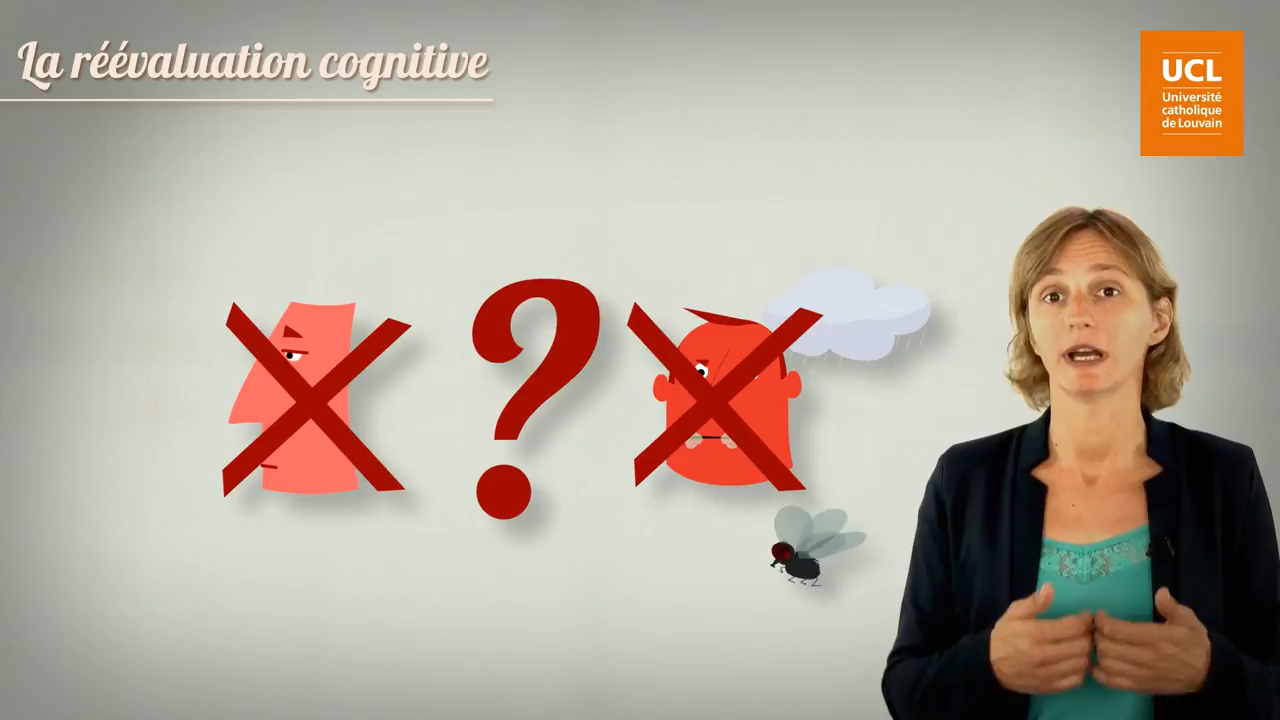 La réévaluation cognitive
UCL
Université
catholique
de Louvain
?